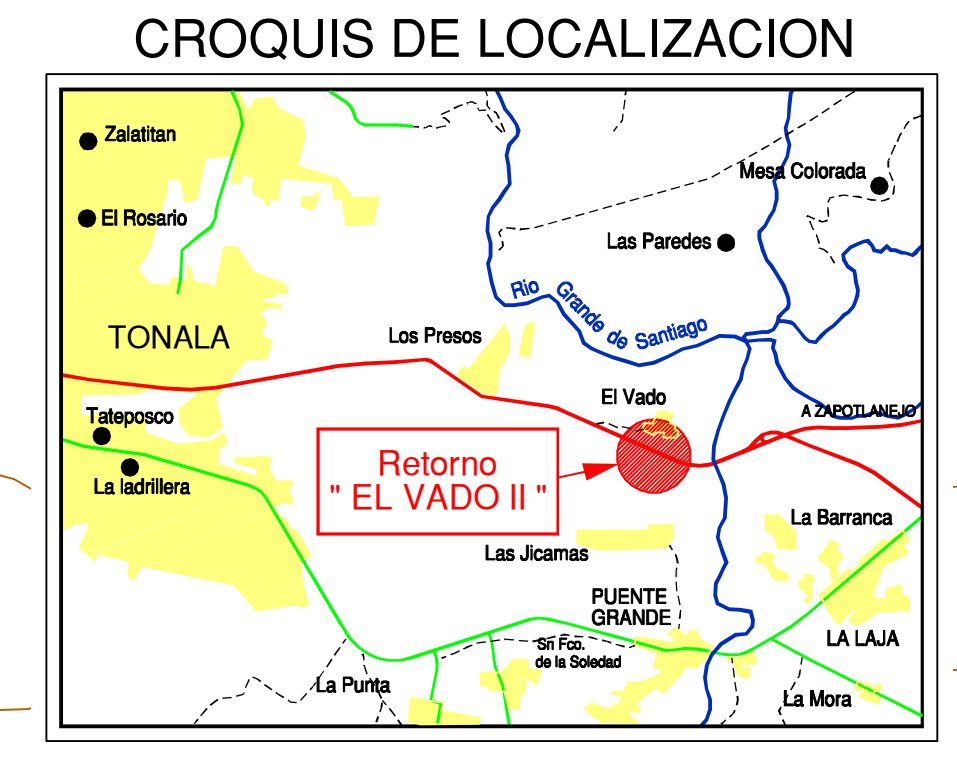 CROQUIS DE LOCALIZACION
Zalatitan
Mesa Colorada
El Rosario
Las Paredes
Rio Grande de Santiago
TONALA
Los Presos
El Vado
A ZAPOTLANEJO
Tateposco
Retorno
" EL VADO II "
La ladrillera
La Barranca
Las Jicamas
PUENTE
GRANDE
LA LAJA
Sn Fco.
de la Soledad
La Punta
La Mora